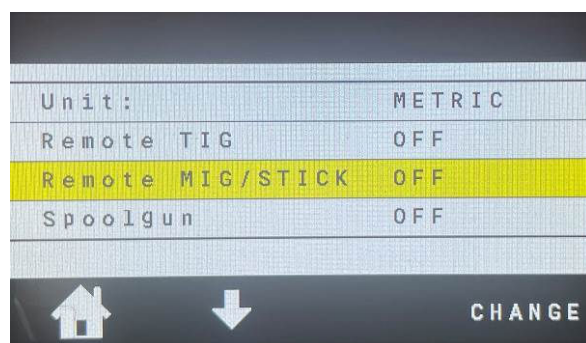 Unit: METRIC
Remote TIG OFF
Remote MIG/STICK OFF
Spoolgun OFF
CHANGE